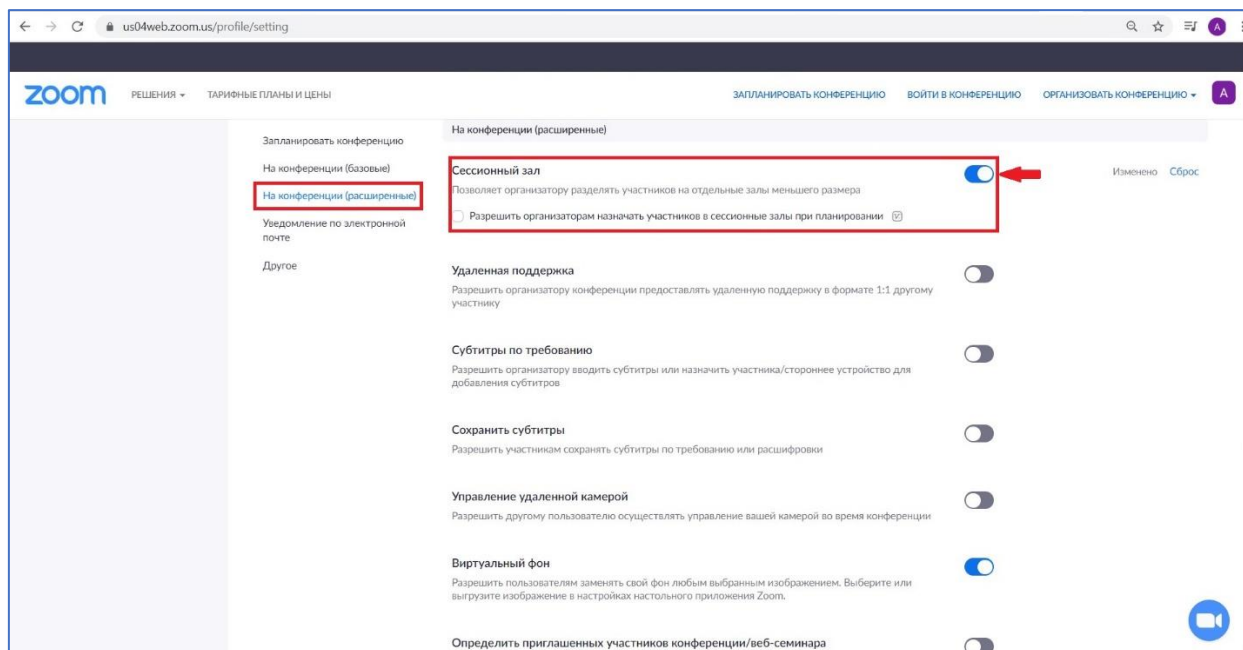 us04web.zoom.us/profile/setting
A
zoom
РЕШЕНИЯ
ТАРИФНЫЕ ПЛАНЫ И ЦЕНЫ
ЗАПЛАНИРОВАТЬ КОНФЕРЕНЦИЮ
ВОЙТИ В КОНФЕРЕНЦИЮ
ОРГАНИЗОВАТЬ КОНФЕРЕНЦИЮ
A
Запланировать конференцию
На конференции (базовые)
На конференции (расширенные)
Уведомление по электронной
почте
Другое
На конференции (расширенные)
Сессионный зал
Изменено Сброс
Позволяет организатору разделять участников на отдельные залы меньшего размера
Разрешить организаторам назначать участников в сессионные залы при планировании
Удаленная поддержка
Разрешить организатору конференции предоставлять удаленную поддержку в формате 1:1 другому
участнику
Субтитры по требованию
Разрешить организатору вводить субтитры или назначить участника/стороннее устройство для
добавления субтитров
Сохранить субтитры
Разрешить участникам сохранять субтитры по требованию или расшифровки
Управление удаленной камерой
Разрешить другому пользователю осуществлять управление вашей камерой во время конференции
Виртуальный фон
Разрешить пользователям заменять свой фон любым выбранным изображением. Выберите или
выгрузите изображение в настройках настольного приложения Zoom.
Определить приглашенных участников конференции/веб-семинара